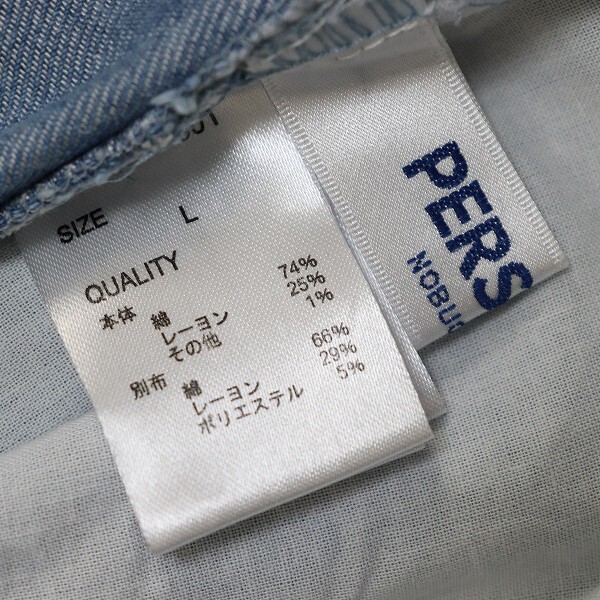 SIZE L
QUALITY
本体 綿 74%
レーヨン 25%
その他 1%
別布 綿 66%
レーヨン 29%
ポリエステル 5%
PERS
NOBUO